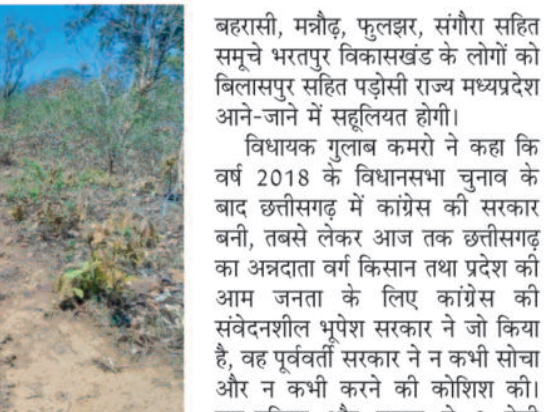 बहरासी, मन्नौढ़, फुलझर, संगौरा सहित
समूचे भरतपुर विकासखंड के लोगों को
बिलासपुर सहित पड़ोसी राज्य मध्यप्रदेश
आने-जाने में सहूलियत होगी।
विधायक गुलाब कमरो ने कहा कि
वर्ष 2018 के विधानसभा चुनाव के
बाद छत्तीसगढ़ में कांग्रेस की सरकार
बनी, तबसे लेकर आज तक छत्तीसगढ़
का अन्नदाता वर्ग किसान तथा प्रदेश की
आम जनता के लिए कांग्रेस की
संवेदनशील भूपेश सरकार ने जो किया
है, वह पूर्ववर्ती सरकार ने न कभी सोचा
और न कभी करने की कोशिश की।